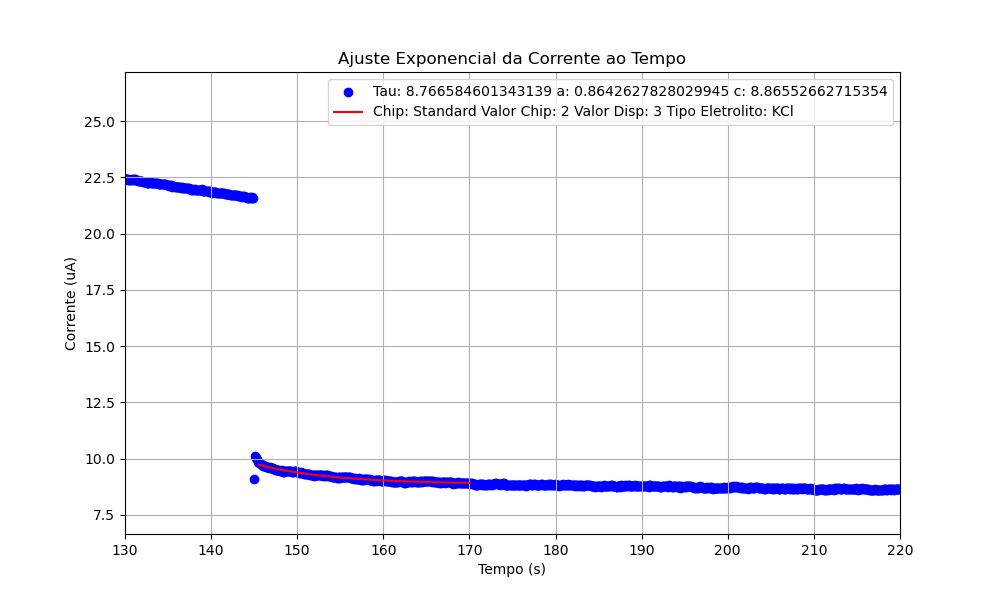 Ajuste Exponencial da Corrente ao Tempo
Tau: 8.766584601343139 a: 0.8642627828029945 c: 8.86552662715354
Chip: Standard Valor Chip: 2 Valor Disp: 3 Tipo Eletrolito: KCl
Corrente (uA)
25.0
22.5
20.0
17.5
15.0
12.5
10.0
7.5
130 140 150 160 170 180 190 200 210 220
Tempo (s)